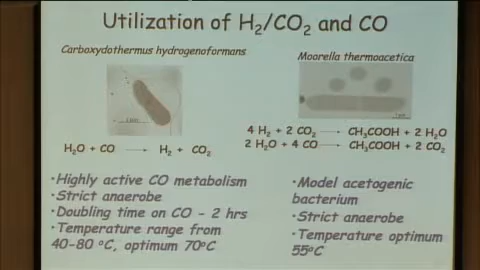 Utilization of H₂/CO₂ and CO
Carboxydothermus hydrogenoformans
H₂O + CO → H₂ + CO₂
•Highly active CO metabolism
•Strict anaerobe
•Doubling time on CO - 2 hrs
•Temperature range from
40-80 °C, optimum 70°C
Moorella thermoacetica
4 H₂ + 2 CO₂ → CH₃COOH + 2 H₂O
2 H₂O + 4 CO → CH₃COOH + 2 CO₂
•Model acetogenic
bacterium
•Strict anaerobe
•Temperature optimum
55°C